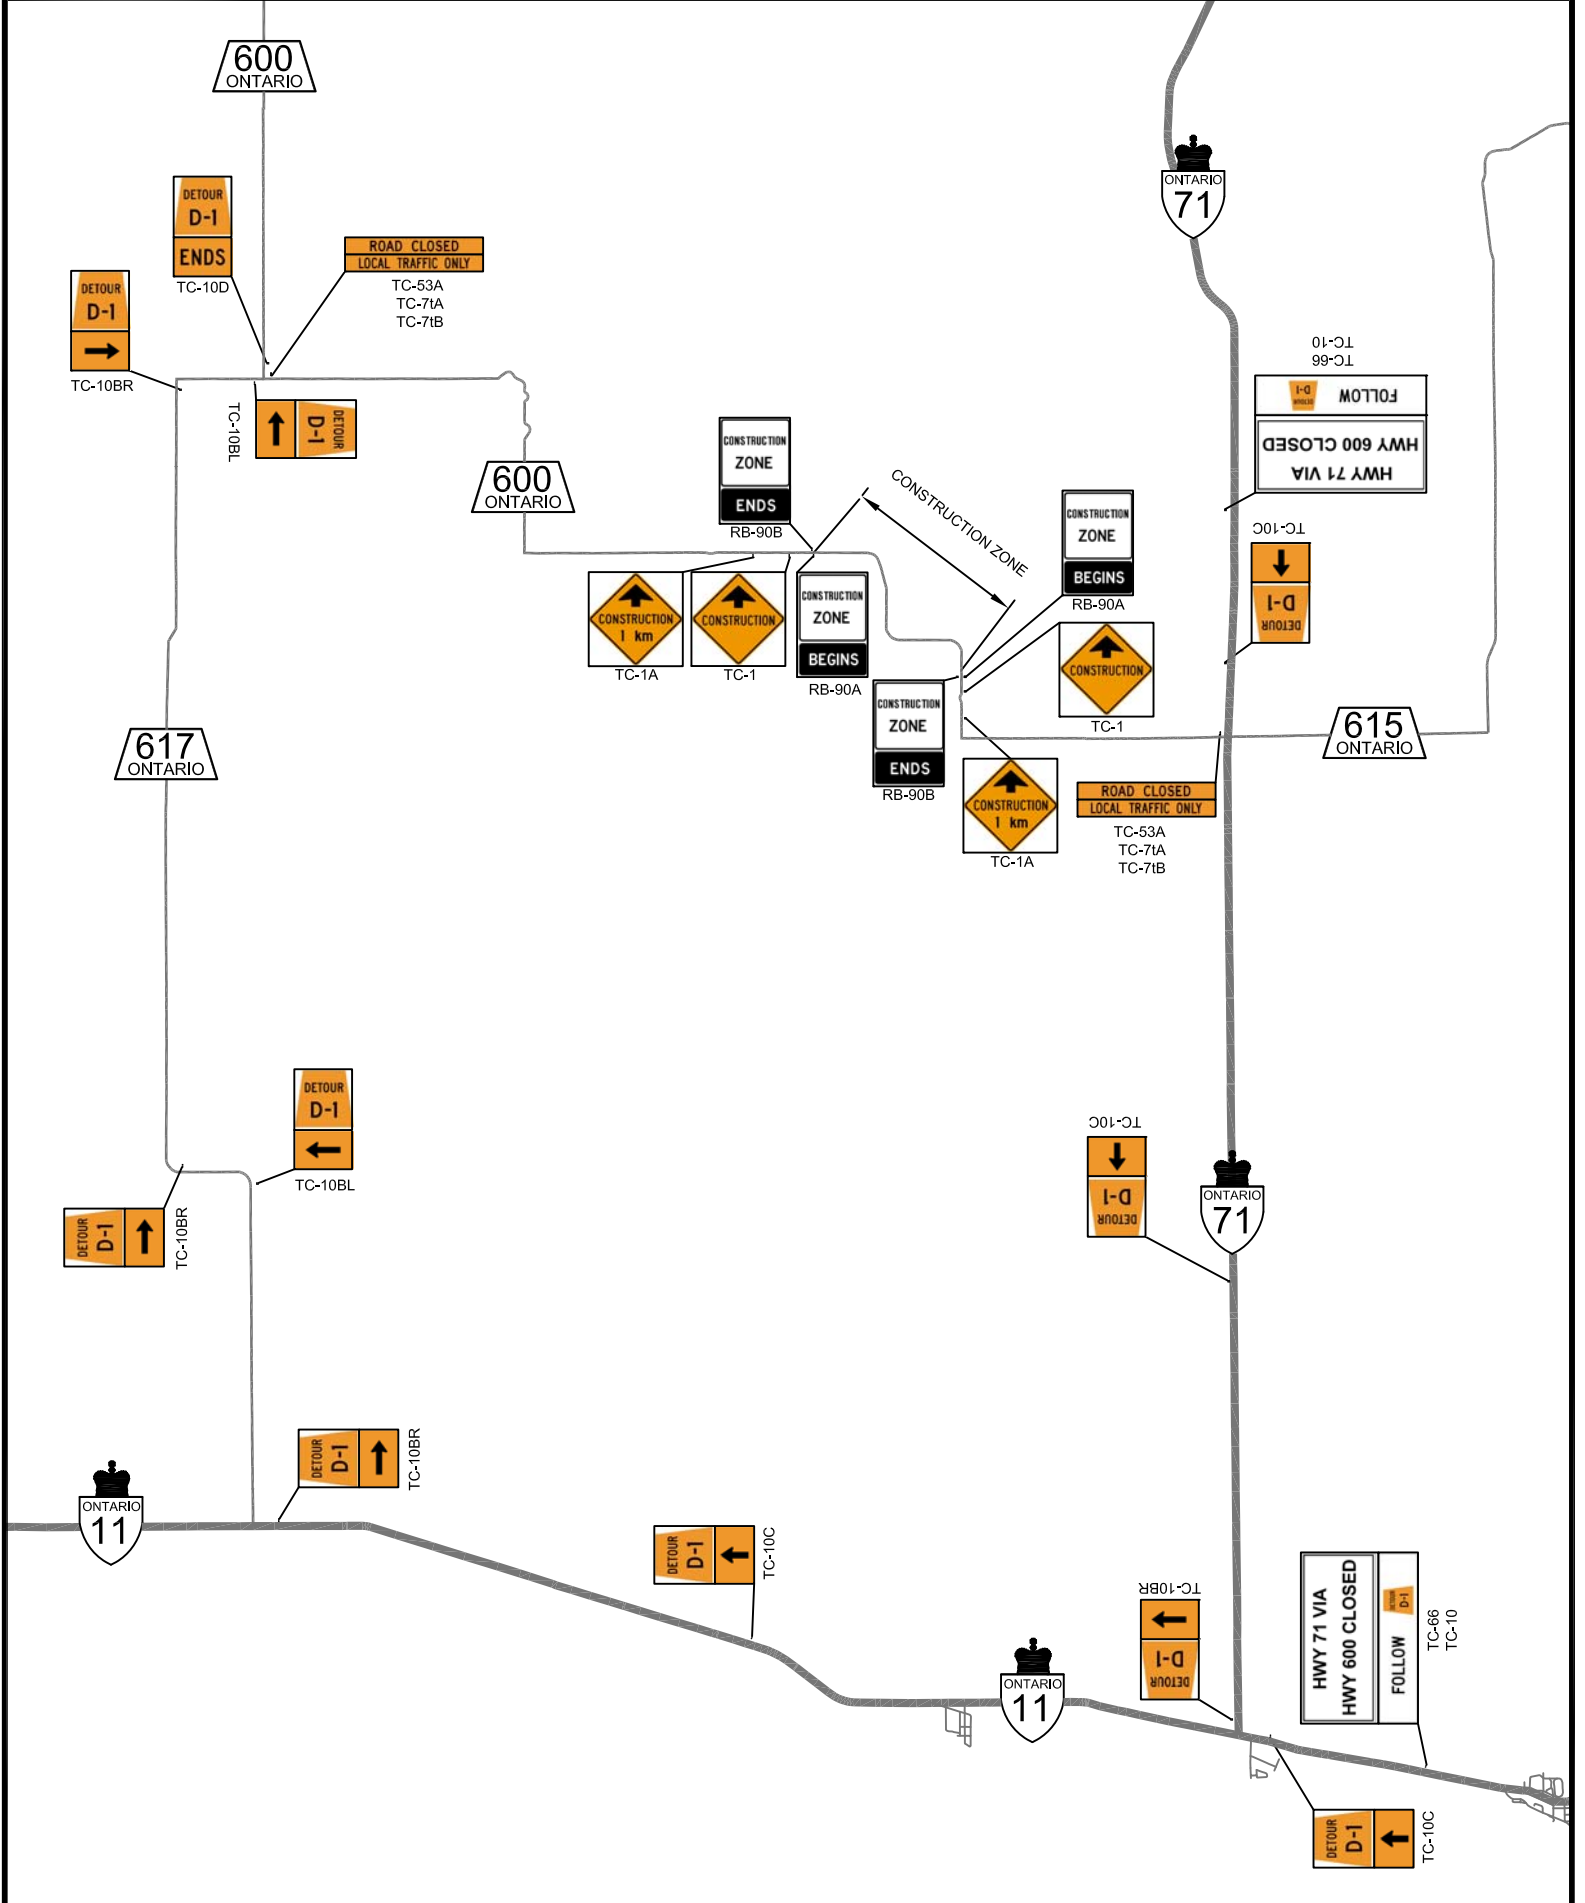 600
ONTARIO
ONTARIO
71
DETOUR
D-1
ENDS
TC-10D
ROAD CLOSED
LOCAL TRAFFIC ONLY
TC-53A
TC-7tA
TC-7tB
DETOUR
D-1
TC-10BR
TC-10BL
DETOUR
D-1
TC-66
TC-10
HWY 71 VIA
HWY 600 CLOSED
FOLLOW
DETOUR
D-1
600
ONTARIO
CONSTRUCTION
ZONE
ENDS
RB-90B
CONSTRUCTION ZONE
CONSTRUCTION
ZONE
BEGINS
RB-90A
TC-10C
DETOUR
D-1
CONSTRUCTION
1 km
TC-1A
CONSTRUCTION
TC-1
CONSTRUCTION
ZONE
BEGINS
RB-90A
CONSTRUCTION
TC-1
CONSTRUCTION
ZONE
ENDS
RB-90B
617
ONTARIO
615
ONTARIO
CONSTRUCTION
1 km
TC-1A
ROAD CLOSED
LOCAL TRAFFIC ONLY
TC-53A
TC-7tA
TC-7tB
DETOUR
D-1
TC-10BL
DETOUR
D-1
TC-10BR
TC-10C
DETOUR
D-1
ONTARIO
71
DETOUR
D-1
TC-10BR
ONTARIO
11
DETOUR
D-1
TC-10C
TC-10BR
DETOUR
D-1
HWY 71 VIA
HWY 600 CLOSED
FOLLOW
DETOUR
D-1
TC-66
TC-10
ONTARIO
11
DETOUR
D-1
TC-10C